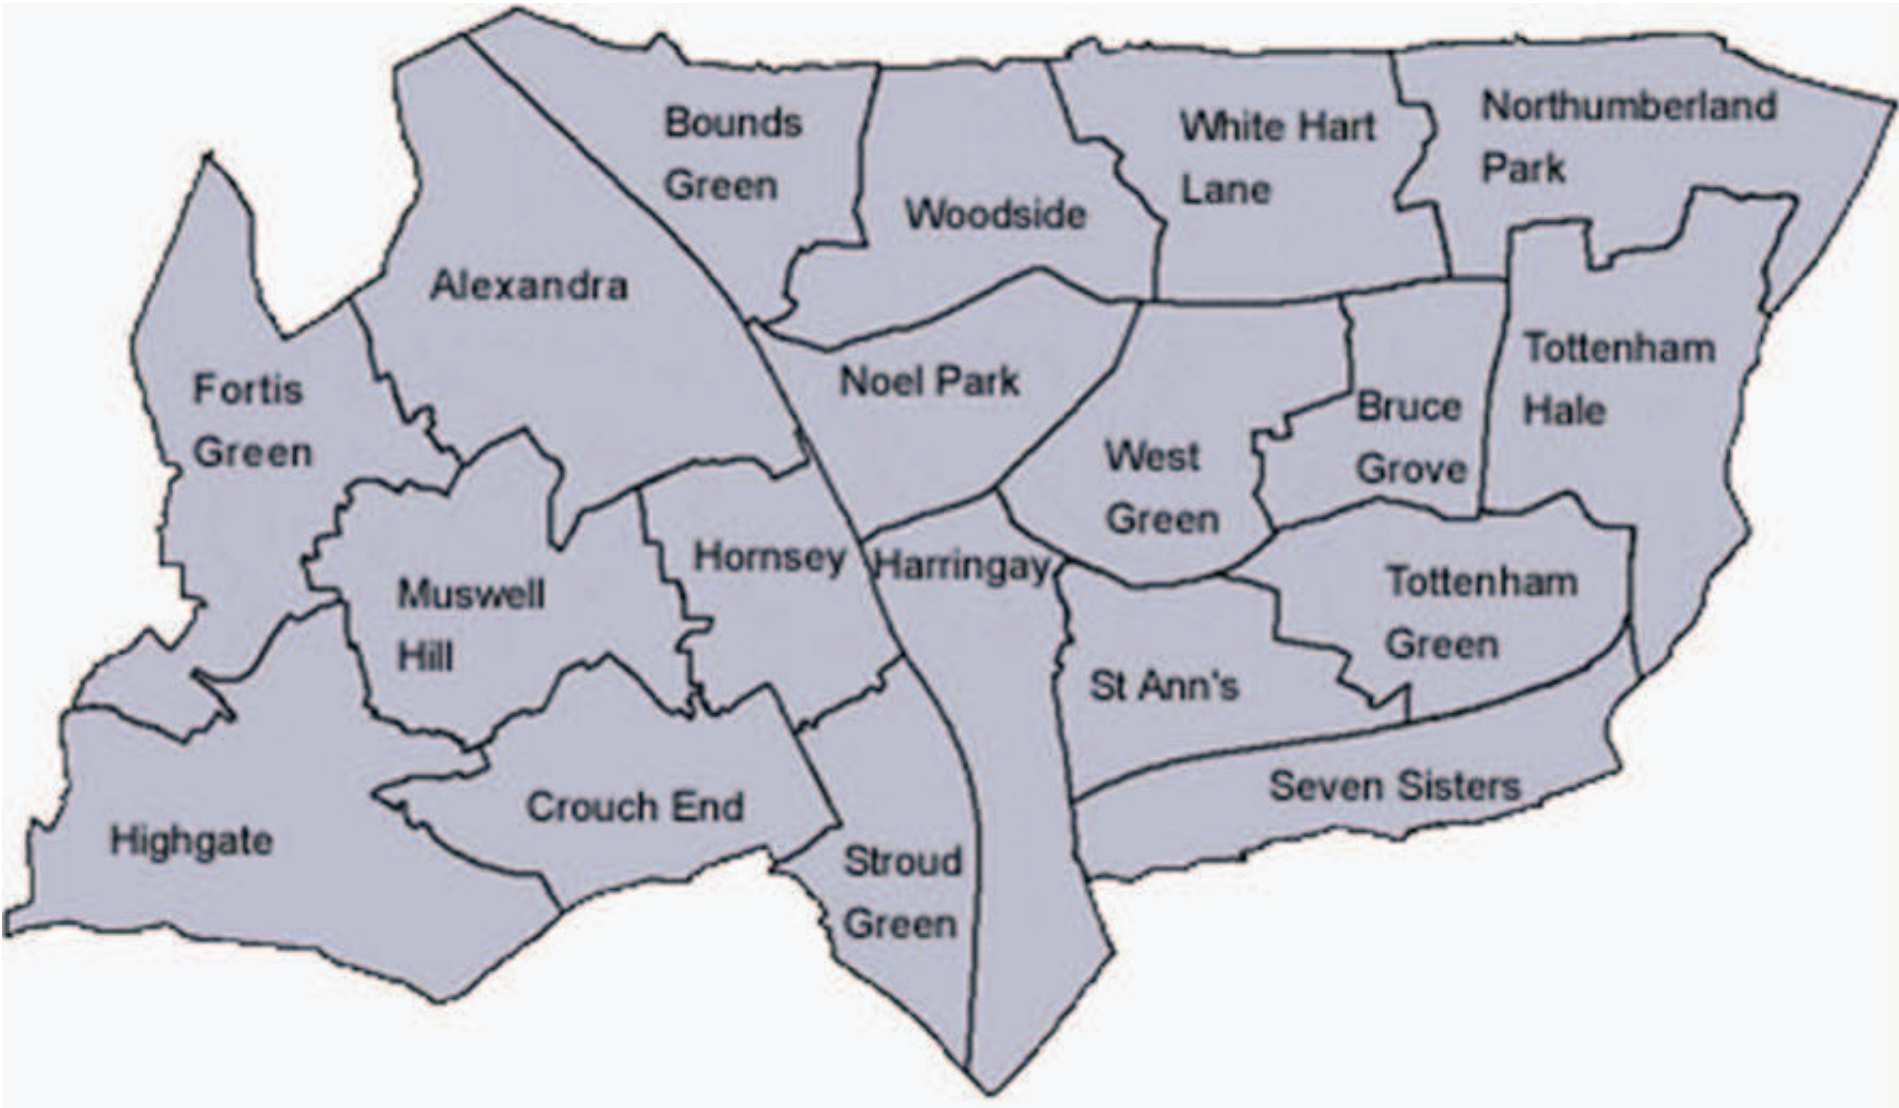 Bounds
Green
White Hart
Lane
Northumberland
Park
Woodside
Alexandra
Tottenham
Hale
Fortis
Green
Noel Park
Bruce
Grove
West
Green
Hornsey
Harringay
Muswell
Hill
Tottenham
Green
St Ann's
Seven Sisters
Crouch End
Highgate
Stroud
Green